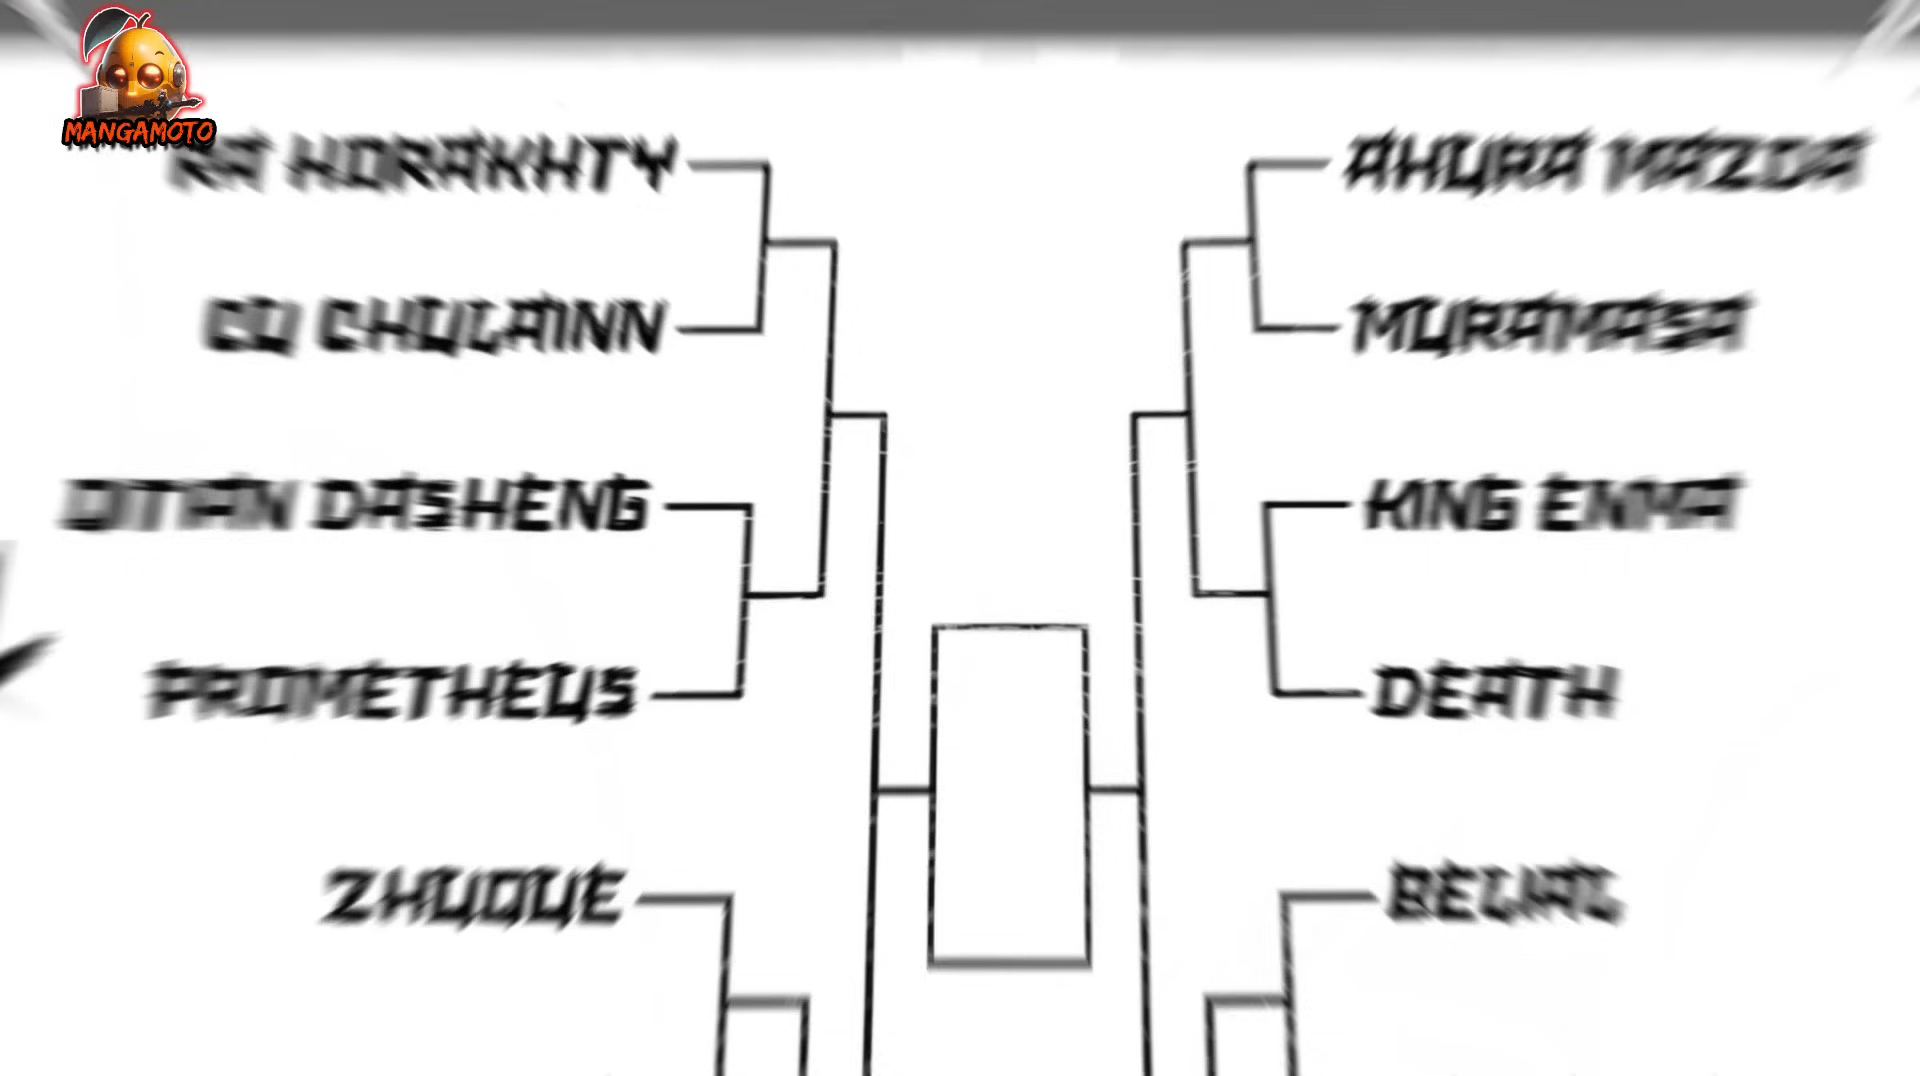 MANGAMOTO
RA HORAKHTY
CU CHULAINN
QITIAN DASHENG
PROMETHEUS
ZHUQUE
AHURA MAZDA
MURAMASA
KING ENMA
DEATH
BELIAL